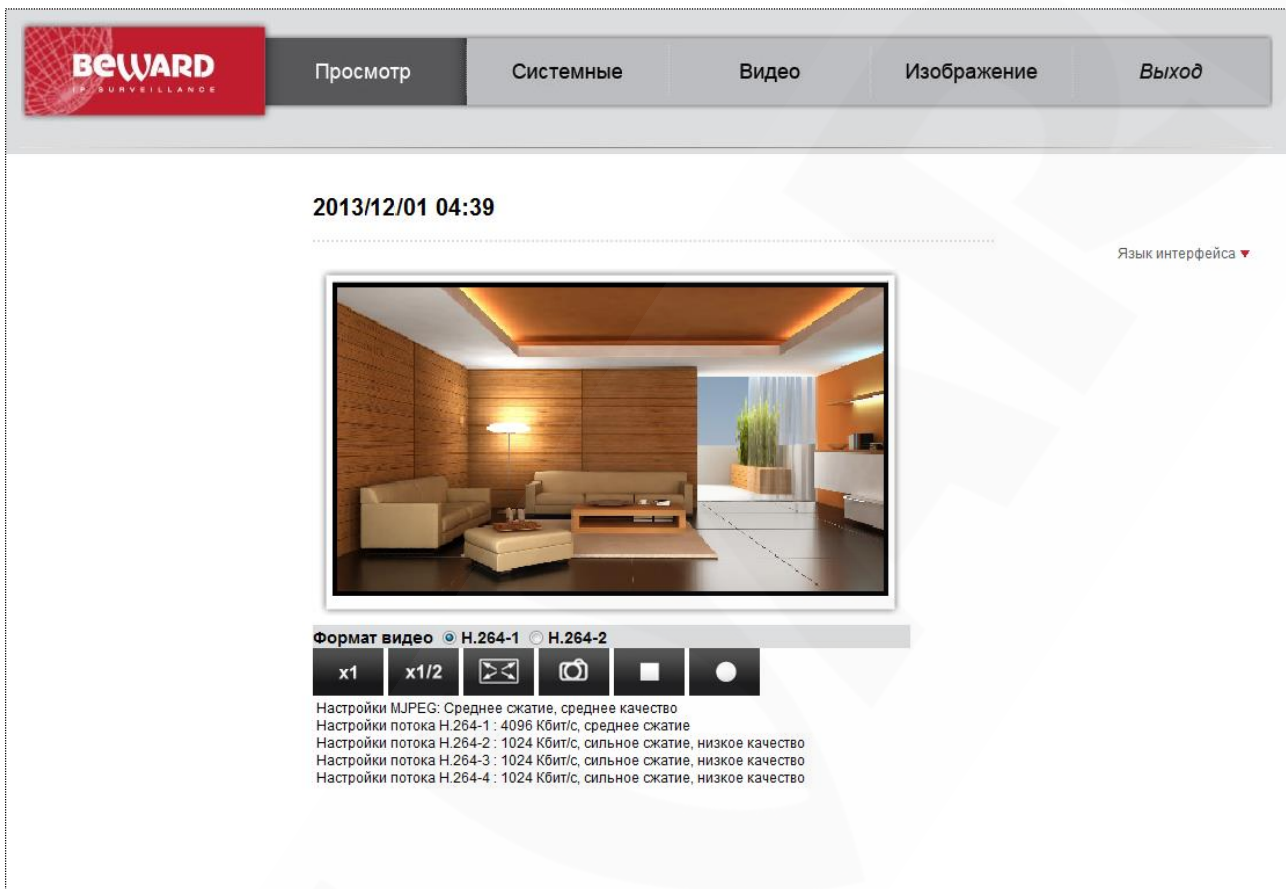 BEWARD
IP SURVEILLANCE
Просмотр
Системные
Видео
Изображение
Выход
2013/12/01 04:39
Язык интерфейса
Формат видео H.264-1 H.264-2
x1
x1/2
Настройки MJPEG: Среднее сжатие, среднее качество
Настройки потока H.264-1 : 4096 Кбит/с, среднее сжатие
Настройки потока H.264-2 : 1024 Кбит/с, сильное сжатие, низкое качество
Настройки потока H.264-3 : 1024 Кбит/с, сильное сжатие, низкое качество
Настройки потока H.264-4 : 1024 Кбит/с, сильное сжатие, низкое качество